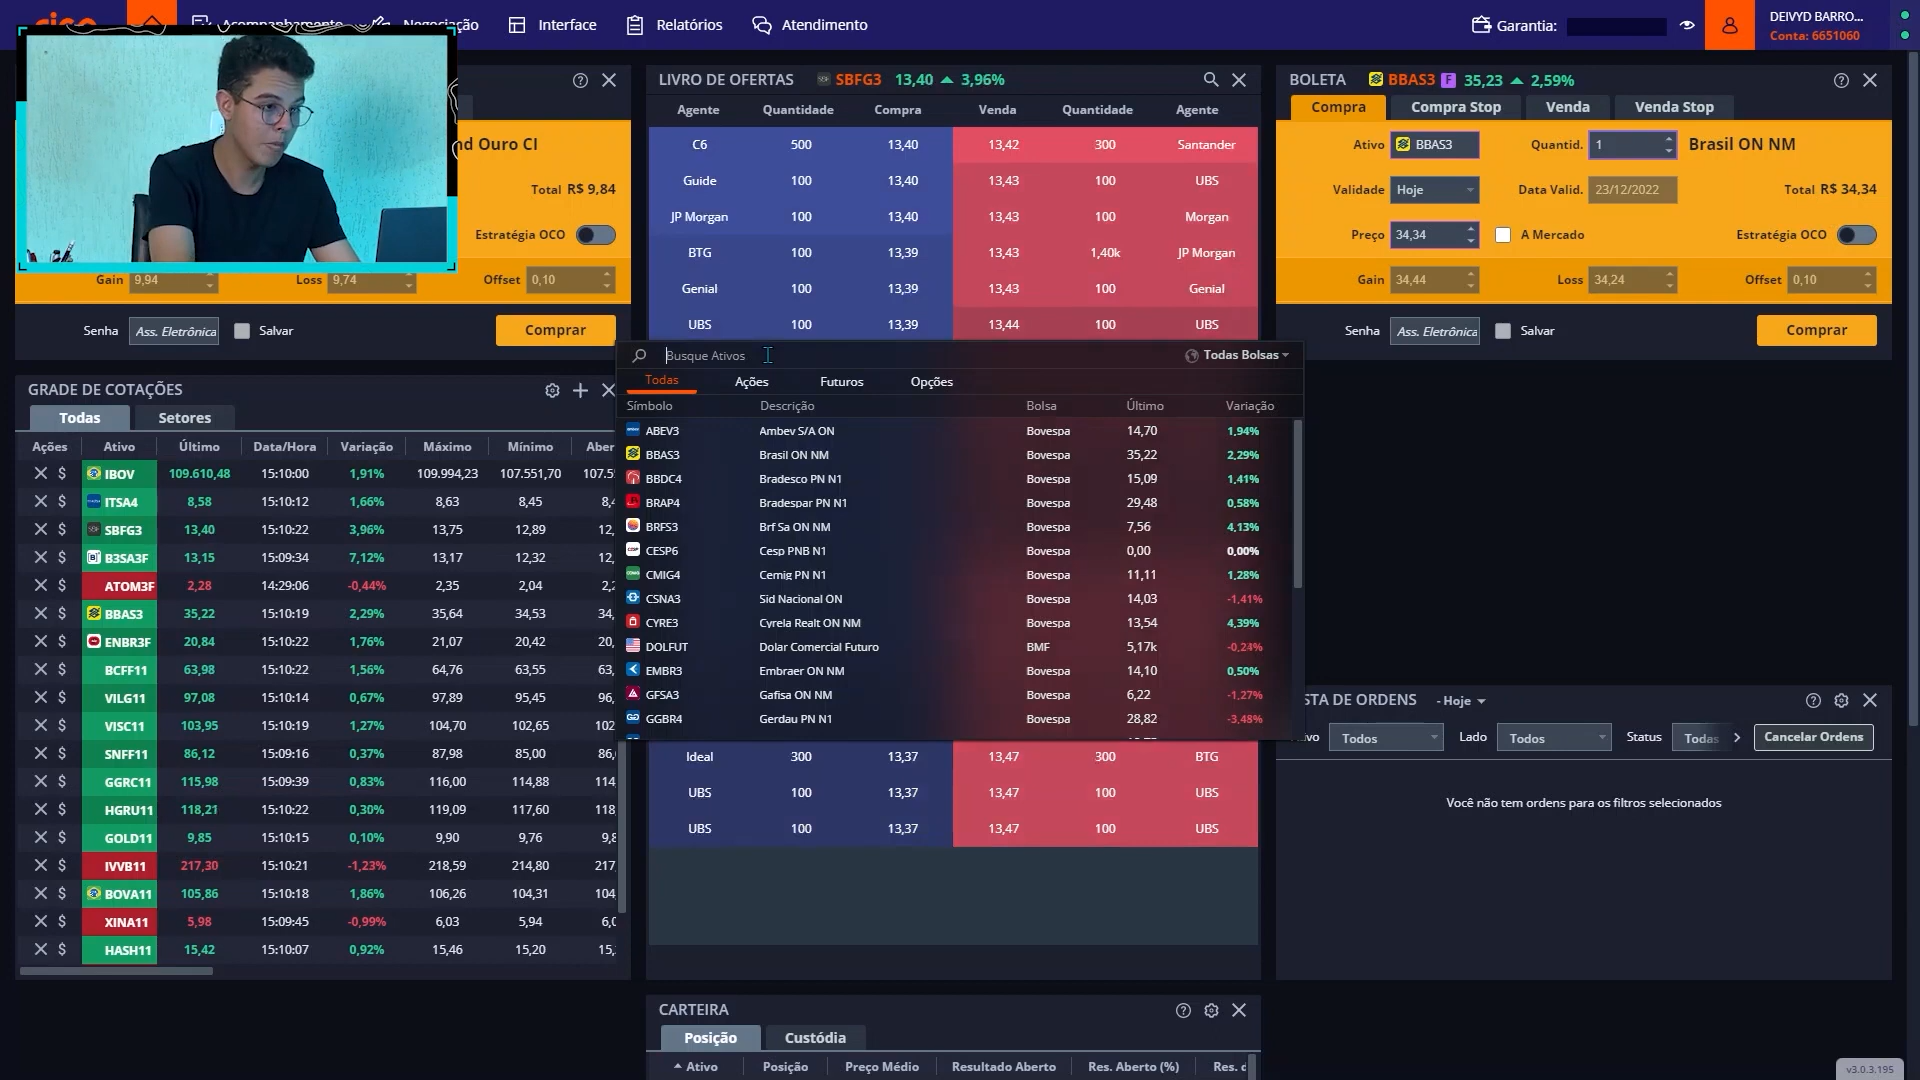 Negociação
Interface
Relatórios
Atendimento
Garantia:
DEIVYD BARRO...
Conta: 6651060
nd Ouro CI
Total R$ 9,84
Estratégia OCO
Gain 9,94 Loss 9,74 Offset 0,10
Senha Ass. Eletrônica Salvar Comprar
LIVRO DE OFERTAS SBFG3 13,40 3,96%
Agente Quantidade Compra Venda Quantidade Agente
C6 500 13,40 13,42 300 Santander
Guide 100 13,40 13,43 100 UBS
JP Morgan 100 13,40 13,43 100 Morgan
BTG 100 13,39 13,43 1,40k JP Morgan
Genial 100 13,39 13,43 100 Genial
UBS 100 13,39 13,44 100 UBS
BOLETA BBAS3 F 35,23 2,59%
Compra Compra Stop Venda Venda Stop
Ativo BBAS3 Quantid. 1 Brasil ON NM
Validade Hoje Data Valid. 23/12/2022 Total R$ 34,34
Preço 34,34 A Mercado Estratégia OCO
Gain 34,44 Loss 34,24 Offset 0,10
Senha Ass. Eletrônica Salvar Comprar
Busque Ativos Todas Bolsas
Todas Ações Futuros Opções
Símbolo Descrição Bolsa Último Variação
ABEV3 Ambev S/A ON Bovespa 14,70 1,94%
BBAS3 Brasil ON NM Bovespa 35,22 2,29%
BBDC4 Bradesco PN N1 Bovespa 15,09 1,41%
BRAP4 Bradespar PN N1 Bovespa 29,48 0,58%
BRFS3 Brf Sa ON NM Bovespa 7,56 4,13%
CESP6 Cesp PNB N1 Bovespa 0,00 0,00%
CMIG4 Cemig PN N1 Bovespa 11,11 1,28%
CSNA3 Sid Nacional ON Bovespa 14,03 -1,41%
CYRE3 Cyrela Realt ON NM Bovespa 13,54 4,39%
DOLFUT Dolar Comercial Futuro BMF 5,17k -0,24%
EMBR3 Embraer ON NM Bovespa 14,10 0,50%
GFSA3 Gafisa ON NM Bovespa 6,22 -1,27%
GGBR4 Gerdau PN N1 Bovespa 28,82 -3,48%
GRADE DE COTAÇÕES
Todas Setores
Ações Ativo Último Data/Hora Variação Máximo Mínimo Aber
IBOV 109.610,48 15:10:00 1,91% 109.994,23 107.551,70 107.5
ITSA4 8,58 15:10:12 1,66% 8,63 8,45 8,4
SBFG3 13,40 15:10:22 3,96% 13,75 12,89 12,
B3SA3F 13,15 15:09:34 7,12% 13,17 12,32 12,
ATOM3F 2,28 14:29:06 -0,44% 2,35 2,04 2,2
BBAS3 35,22 15:10:19 2,29% 35,64 34,53 34,
ENBR3F 20,84 15:10:22 1,76% 21,07 20,42 20,
BCFF11 63,98 15:10:22 1,56% 64,76 63,55 63,
VILG11 97,08 15:10:14 0,67% 97,89 95,45 96,
VISC11 103,95 15:10:19 1,27% 104,70 102,65 102
SNFF11 86,12 15:09:16 0,37% 87,98 85,00 86,
GGRC11 115,98 15:09:39 0,83% 116,00 114,88 114
HGRU11 118,21 15:10:22 0,30% 119,09 117,60 118
GOLD11 9,85 15:10:15 0,10% 9,90 9,76 9,8
IVVB11 217,30 15:10:21 -1,23% 218,59 214,80 217
BOVA11 105,86 15:10:18 1,86% 106,26 104,31 104
XINA11 5,98 15:09:45 -0,99% 6,03 5,94 6,0
HASH11 15,42 15:10:07 0,92% 15,46 15,20 15,
Ideal 300 13,37 13,47 300 BTG
UBS 100 13,37 13,47 100 UBS
UBS 100 13,37 13,47 100 UBS
STA DE ORDENS - Hoje
Todos Lado Todos Status Todas Cancelar Ordens
Você não tem ordens para os filtros selecionados
CARTEIRA
Posição Custódia
Ativo Posição Preço Médio Resultado Aberto Res. Aberto (%) Res. d
v3.0.3.195